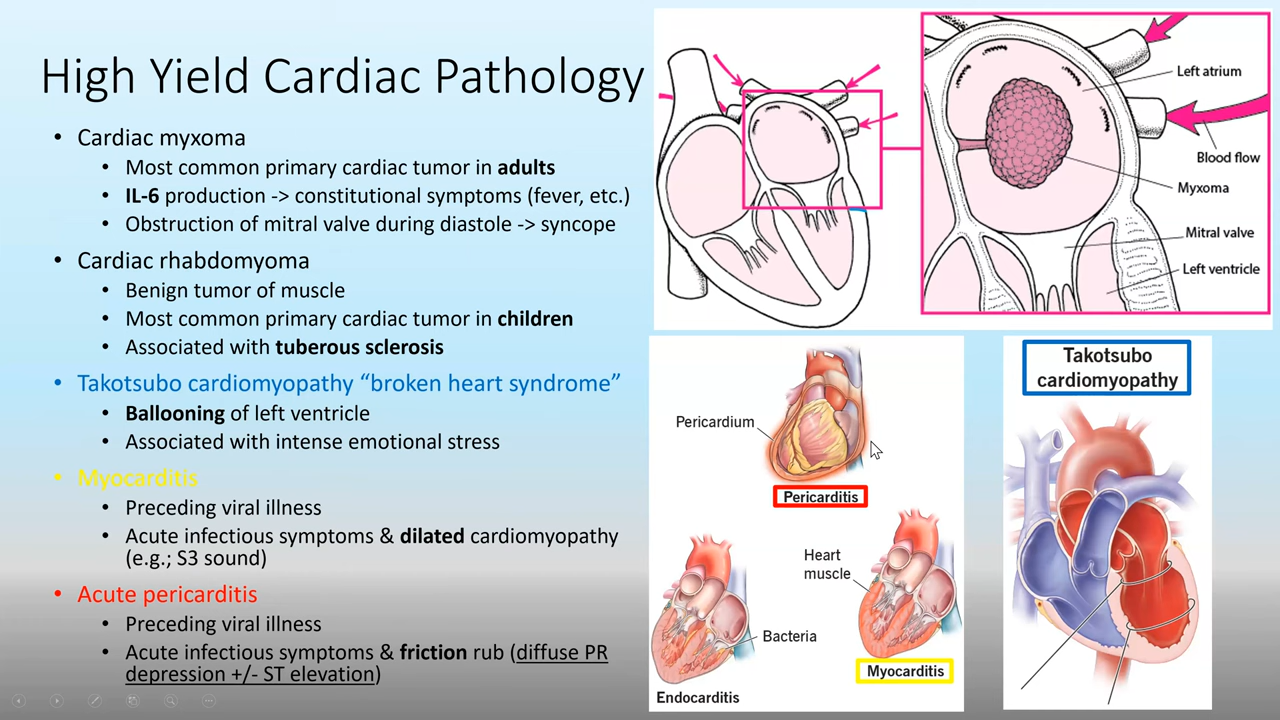 High Yield Cardiac Pathology
• Cardiac myxoma
• Most common primary cardiac tumor in adults
• IL-6 production -> constitutional symptoms (fever, etc.)
• Obstruction of mitral valve during diastole -> syncope
• Cardiac rhabdomyoma
• Benign tumor of muscle
• Most common primary cardiac tumor in children
• Associated with tuberous sclerosis
• Takotsubo cardiomyopathy “broken heart syndrome”
• Ballooning of left ventricle
• Associated with intense emotional stress
• Myocarditis
• Preceding viral illness
• Acute infectious symptoms & dilated cardiomyopathy
(e.g.; S3 sound)
• Acute pericarditis
• Preceding viral illness
• Acute infectious symptoms & friction rub (diffuse PR
depression +/- ST elevation)
Left atrium
Blood flow
Myxoma
Mitral valve
Left ventricle
Pericardium
Pericarditis
Heart
muscle
Bacteria
Myocarditis
Endocarditis
Takotsubo
cardiomyopathy